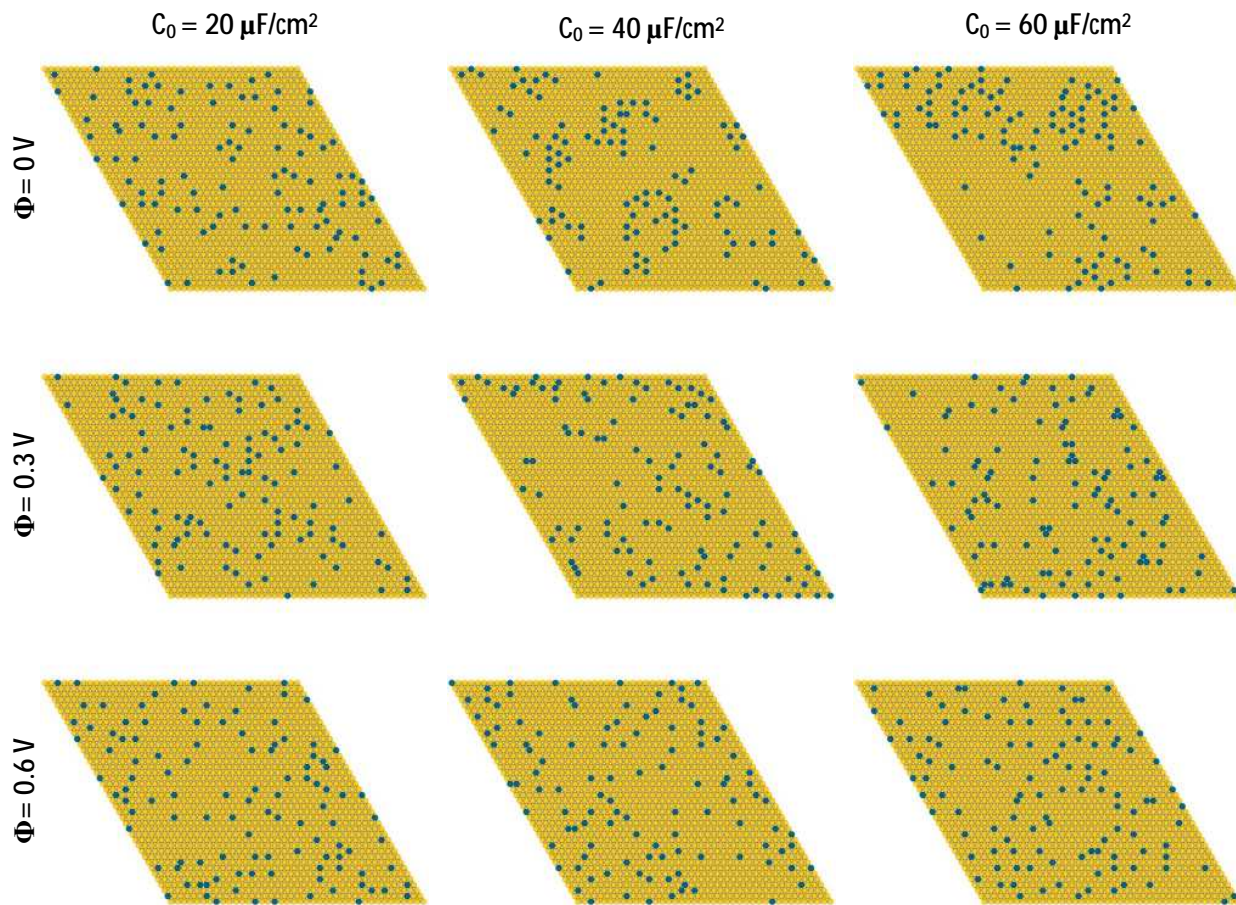 C₀ = 20 μF/cm²
C₀ = 40 μF/cm²
C₀ = 60 μF/cm²
Φ = 0 V
Φ = 0.3 V
Φ = 0.6 V